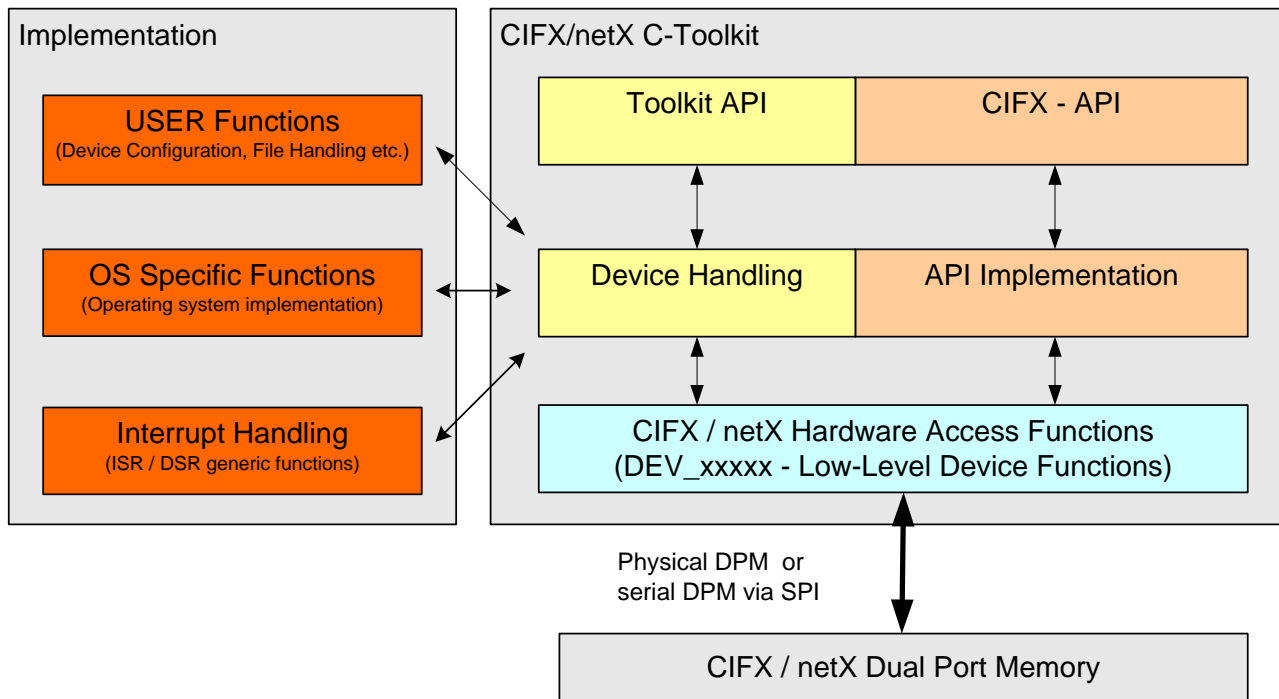 Implementation
USER Functions
(Device Configuration, File Handling etc.)
OS Specific Functions
(Operating system implementation)
Interrupt Handling
(ISR / DSR generic functions)
CIFX/netX C-Toolkit
Toolkit API
CIFX - API
Device Handling
API Implementation
CIFX / netX Hardware Access Functions
(DEV_xxxxx - Low-Level Device Functions)
Physical DPM or
serial DPM via SPI
CIFX / netX Dual Port Memory